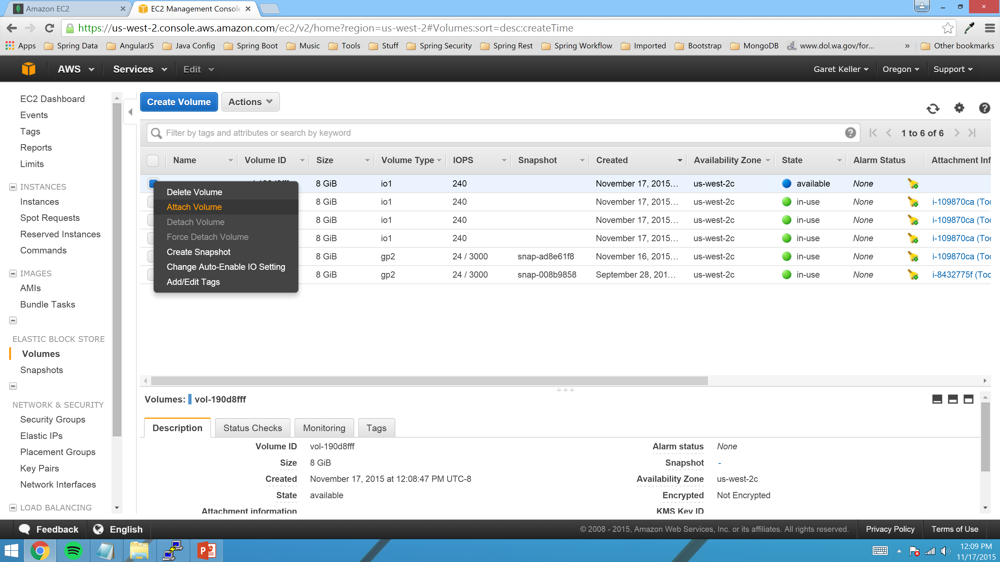 Amazon EC2
EC2 Management Consol
https://us-west-2.console.aws.amazon.com/ec2/v2/home?region=us-west-2#Volumes:sort=desc:createTime
Apps Spring Data AngularJS Java Config Spring Boot Music Tools Stuff Spring Security Spring Rest Spring Workflow Imported Bootstrap MongoDB www.dol.wa.gov/for... » Other bookmarks
AWS Services Edit Garet Keller Oregon Support
EC2 Dashboard
Events
Tags
Reports
Limits
INSTANCES
Instances
Spot Requests
Reserved Instances
Commands
IMAGES
AMIs
Bundle Tasks
ELASTIC BLOCK STORE
Volumes
Snapshots
NETWORK & SECURITY
Security Groups
Elastic IPs
Placement Groups
Key Pairs
Network Interfaces
LOAD BALANCING
Create Volume Actions
Filter by tags and attributes or search by keyword
1 to 6 of 6
Name Volume ID Size Volume Type IOPS Snapshot Created Availability Zone State Alarm Status Attachment Inf
8 GiB io1 240 November 17, 2015... us-west-2c available None
8 GiB io1 240 November 17, 2015... us-west-2c in-use None i-109870ca (Too
8 GiB io1 240 November 17, 2015... us-west-2c in-use None i-109870ca (Too
8 GiB io1 240 November 17, 2015... us-west-2c in-use None i-109870ca (Too
8 GiB gp2 24 / 3000 snap-ad8e61f8 November 16, 2015... us-west-2c in-use None i-109870ca (Too
8 GiB gp2 24 / 3000 snap-008b9858 September 28, 201... us-west-2c in-use None i-8432775f (Too
Delete Volume
Attach Volume
Detach Volume
Force Detach Volume
Create Snapshot
Change Auto-Enable IO Setting
Add/Edit Tags
Volumes: vol-190d8fff
Description Status Checks Monitoring Tags
Volume ID vol-190d8fff
Size 8 GiB
Created November 17, 2015 at 12:08:47 PM UTC-8
State available
Attachment information
Alarm status None
Snapshot -
Availability Zone us-west-2c
Encrypted Not Encrypted
KMS Key ID
Feedback English
© 2008 - 2015, Amazon Web Services, Inc. or its affiliates. All rights reserved. Privacy Policy Terms of Use
12:09 PM
11/17/2015